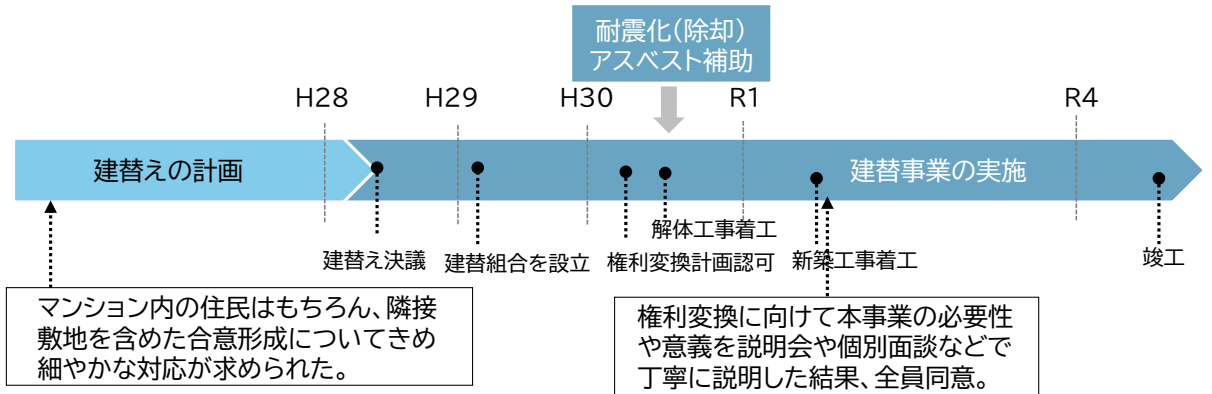 耐震化(除却)
アスベスト補助
H28
H29
H30
R1
R4
建替えの計画
建替事業の実施
解体工事着工
建替え決議
建替組合を設立
権利変換計画認可
新築工事着工
竣工
マンション内の住民はもちろん、隣接
敷地を含めた合意形成についてきめ
細やかな対応が求められた。
権利変換に向けて本事業の必要性
や意義を説明会や個別面談などで
丁寧に説明した結果、全員同意。